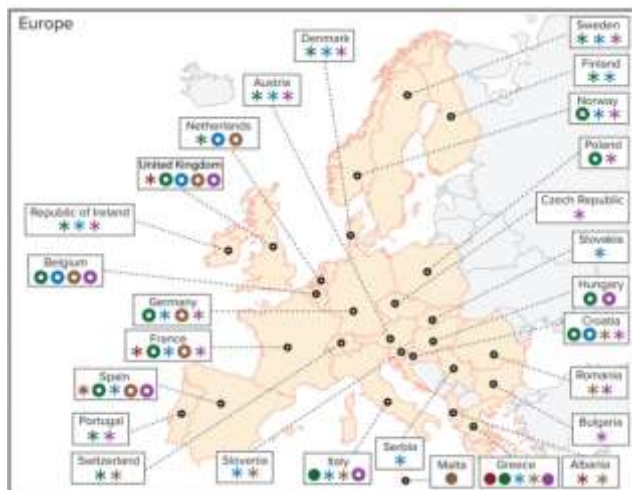 Europe
Sweden
Denmark
Finland
Austria
Norway
Netherlands
Poland
United Kingdom
Czech Republic
Republic of Ireland
Slovakia
Belgium
Hungary
Germany
Croatia
France
Romania
Spain
Portugal
Bulgaria
Switzerland
Slovenia
Italy
Serbia
Malta
Greece
Albania